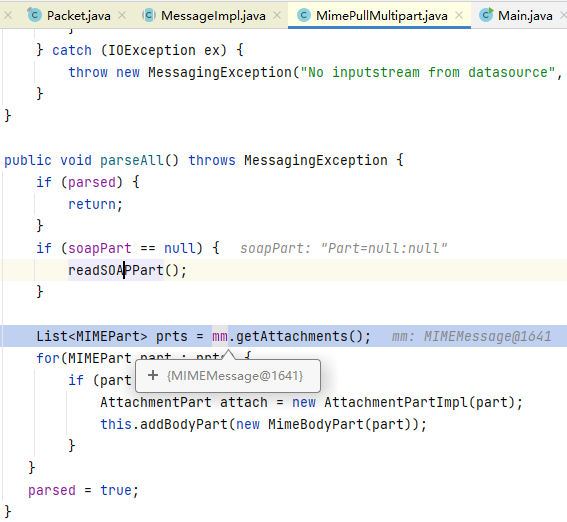 Packet.java MessageImpl.java MimePullMultipart.java Main.java
}
} catch (IOException ex) {
throw new MessagingException("No inputstream from datasource",
}
}
public void parseAll() throws MessagingException {
if (parsed) {
return;
}
if (soapPart == null) { soapPart: "Part=null:null"
readSOAPPart();
}
List<MIMEPart> prts = mm.getAttachments(); mm: MIMEMessage@1641
for(MIMEPart part : prts) {
+ {MIMEMessage@1641}
if (part
AttachmentPart attach = new AttachmentPartImpl(part);
this.addBodyPart(new MimeBodyPart(part));
}
}
parsed = true;
}